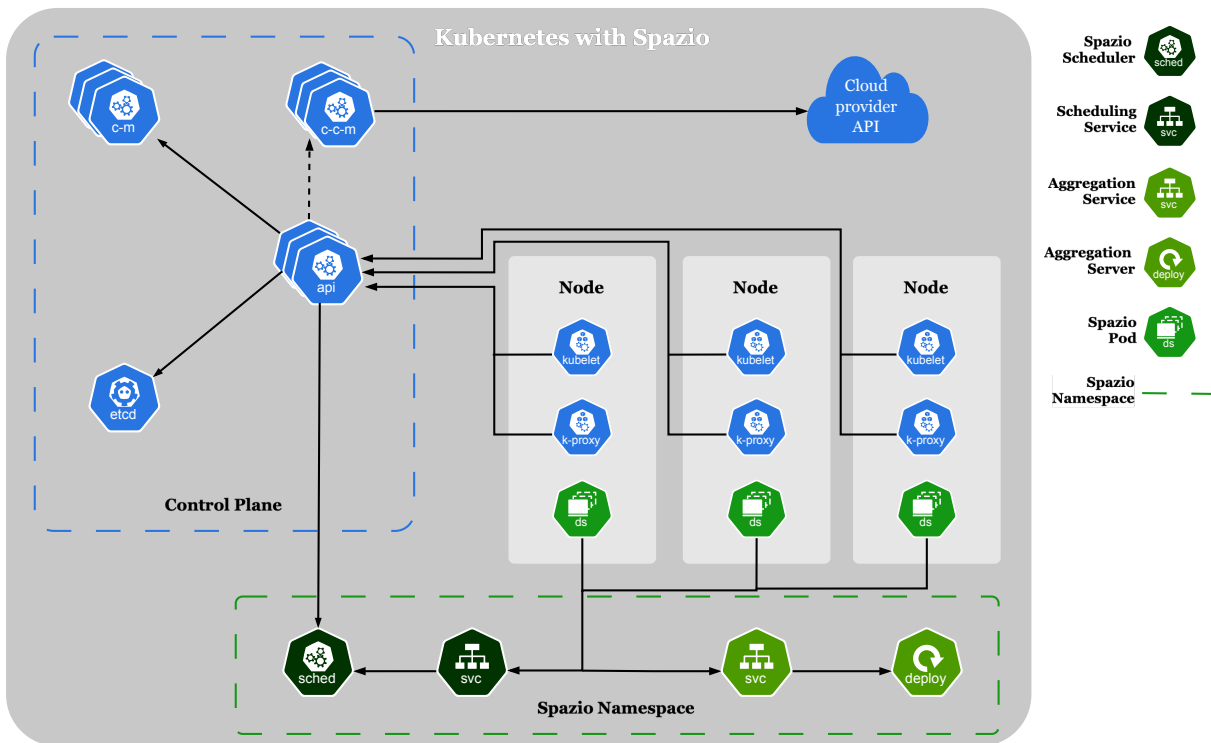 Kubernetes with Spazio
c-m
c-c-m
Cloud
provider
API
api
etcd
Control Plane
Node
kubelet
k-proxy
ds
Node
kubelet
k-proxy
ds
Node
kubelet
k-proxy
ds
sched
svc
svc
deploy
Spazio Namespace
Spazio
Scheduler
sched
Scheduling
Service
svc
Aggregation
Service
svc
Aggregation
Server
deploy
Spazio
Pod
ds
Spazio
Namespace